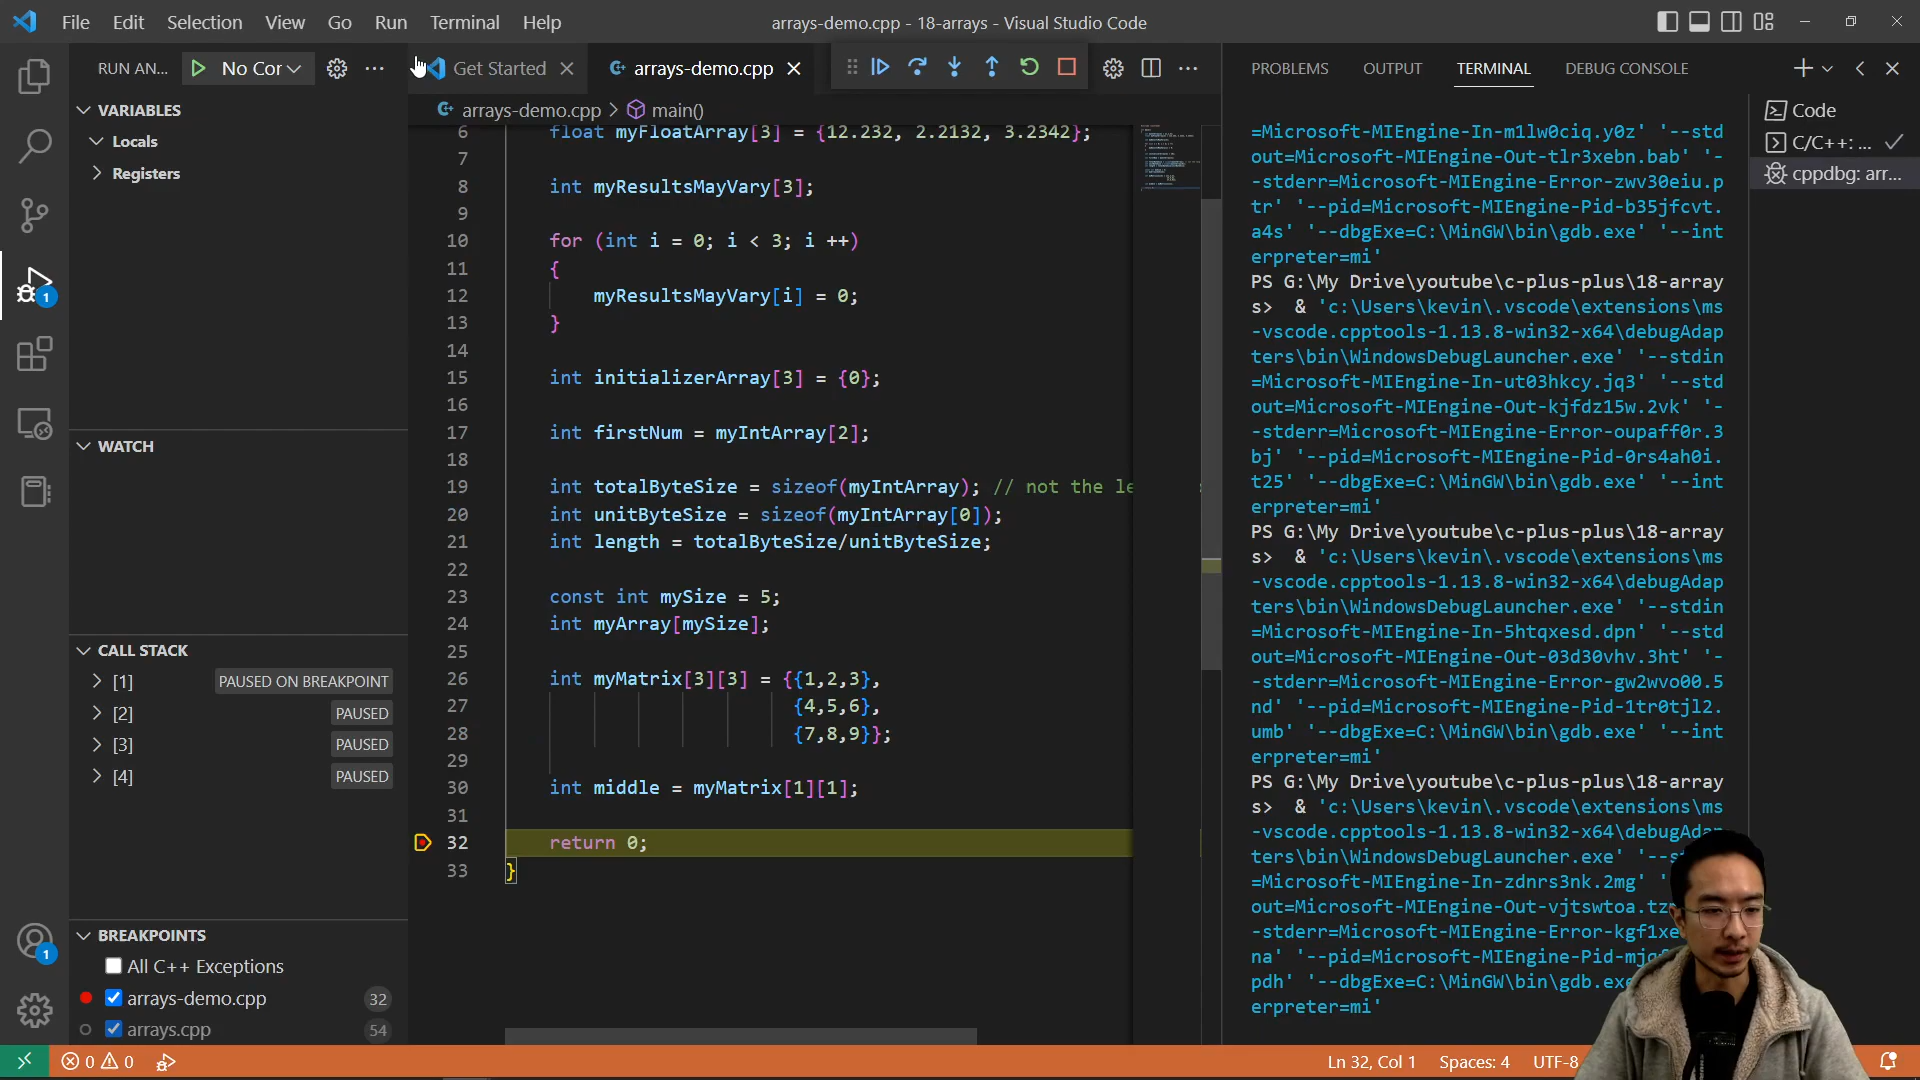 File Edit Selection View Go Run Terminal Help
arrays-demo.cpp - 18-arrays - Visual Studio Code
RUN AN...
No Cor
Get Started
arrays-demo.cpp
arrays-demo.cpp > main()
VARIABLES
Locals
Registers
WATCH
CALL STACK
[1] PAUSED ON BREAKPOINT
[2] PAUSED
[3] PAUSED
[4] PAUSED
BREAKPOINTS
All C++ Exceptions
arrays-demo.cpp 32
arrays.cpp 54
1
1
6 float myFloatArray[3] = {12.232, 2.2132, 3.2342};
7
8 int myResultsMayVary[3];
9
10 for (int i = 0; i < 3; i ++)
11 {
12 myResultsMayVary[i] = 0;
13 }
14
15 int initializerArray[3] = {0};
16
17 int firstNum = myIntArray[2];
18
19 int totalByteSize = sizeof(myIntArray); // not the le
20 int unitByteSize = sizeof(myIntArray[0]);
21 int length = totalByteSize/unitByteSize;
22
23 const int mySize = 5;
24 int myArray[mySize];
25
26 int myMatrix[3][3] = {{1,2,3},
27 {4,5,6},
28 {7,8,9}};
29
30 int middle = myMatrix[1][1];
31
32 return 0;
33 }
PROBLEMS OUTPUT TERMINAL DEBUG CONSOLE
=Microsoft-MIEngine-In-m1lw0ciq.y0z' '--std
out=Microsoft-MIEngine-Out-tlr3xebn.bab' '-
-stderr=Microsoft-MIEngine-Error-zwv30eiu.p
tr' '--pid=Microsoft-MIEngine-Pid-b35jfcvt.
a4s' '--dbgExe=C:\MinGW\bin\gdb.exe' '--int
erpreter=mi'
PS G:\My Drive\youtube\c-plus-plus\18-array
s> & 'c:\Users\kevin\.vscode\extensions\ms
-vscode.cpptools-1.13.8-win32-x64\debugAdap
ters\bin\WindowsDebugLauncher.exe' '--stdin
=Microsoft-MIEngine-In-ut03hkcy.jq3' '--std
out=Microsoft-MIEngine-Out-kjfdz15w.2vk' '-
-stderr=Microsoft-MIEngine-Error-oupaff0r.3
bj' '--pid=Microsoft-MIEngine-Pid-0rs4ah0i.
t25' '--dbgExe=C:\MinGW\bin\gdb.exe' '--int
erpreter=mi'
PS G:\My Drive\youtube\c-plus-plus\18-array
s> & 'c:\Users\kevin\.vscode\extensions\ms
-vscode.cpptools-1.13.8-win32-x64\debugAdap
ters\bin\WindowsDebugLauncher.exe' '--stdin
=Microsoft-MIEngine-In-5htqxesd.dpn' '--std
out=Microsoft-MIEngine-Out-03d30vhv.3ht' '-
-stderr=Microsoft-MIEngine-Error-gw2wvo00.5
nd' '--pid=Microsoft-MIEngine-Pid-1tr0tjl2.
umb' '--dbgExe=C:\MinGW\bin\gdb.exe' '--int
erpreter=mi'
PS G:\My Drive\youtube\c-plus-plus\18-array
s> & 'c:\Users\kevin\.vscode\extensions\ms
-vscode.cpptools-1.13.8-win32-x64\debugAdap
ters\bin\WindowsDebugLauncher.exe' '--s
=Microsoft-MIEngine-In-zdnrs3nk.2mg' '
out=Microsoft-MIEngine-Out-vjtswtoa.tz
-stderr=Microsoft-MIEngine-Error-kgf1xe
na' '--pid=Microsoft-MIEngine-Pid-mjq
pdh' '--dbgExe=C:\MinGW\bin\gdb.exe
erpreter=mi'
Code
C/C++: ...
cppdbg: arr...
0 0
Ln 32, Col 1 Spaces: 4 UTF-8